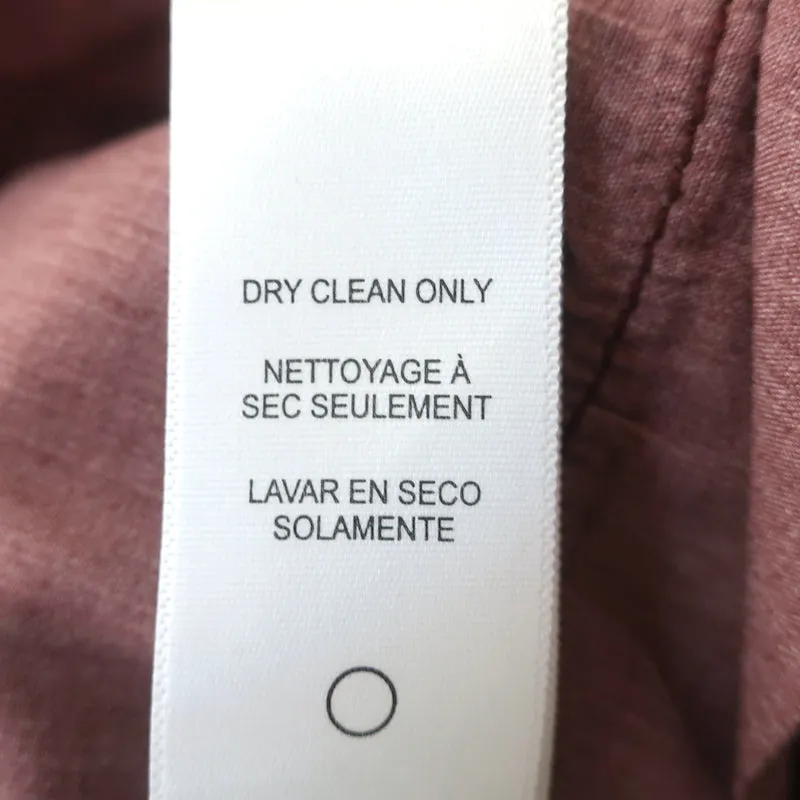 DRY CLEAN ONLY
NETTOYAGE À
SEC SEULEMENT
LAVAR EN SECO
SOLAMENTE